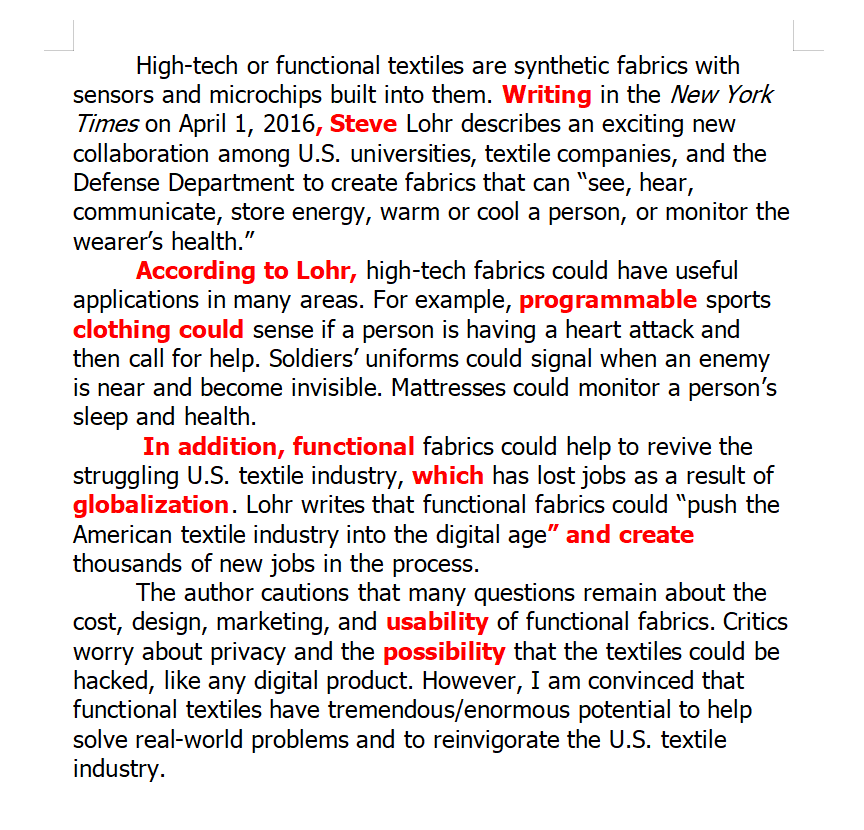 High-tech or functional textiles are synthetic fabrics with
sensors and microchips built into them. Writing in the New York
Times on April 1, 2016, Steve Lohr describes an exciting new
collaboration among U.S. universities, textile companies, and the
Defense Department to create fabrics that can “see, hear,
communicate, store energy, warm or cool a person, or monitor the
wearer’s health.”
According to Lohr, high-tech fabrics could have useful
applications in many areas. For example, programmable sports
clothing could sense if a person is having a heart attack and
then call for help. Soldiers’ uniforms could signal when an enemy
is near and become invisible. Mattresses could monitor a person’s
sleep and health.
In addition, functional fabrics could help to revive the
struggling U.S. textile industry, which has lost jobs as a result of
globalization. Lohr writes that functional fabrics could “push the
American textile industry into the digital age” and create
thousands of new jobs in the process.
The author cautions that many questions remain about the
cost, design, marketing, and usability of functional fabrics. Critics
worry about privacy and the possibility that the textiles could be
hacked, like any digital product. However, I am convinced that
functional textiles have tremendous/enormous potential to help
solve real-world problems and to reinvigorate the U.S. textile
industry.